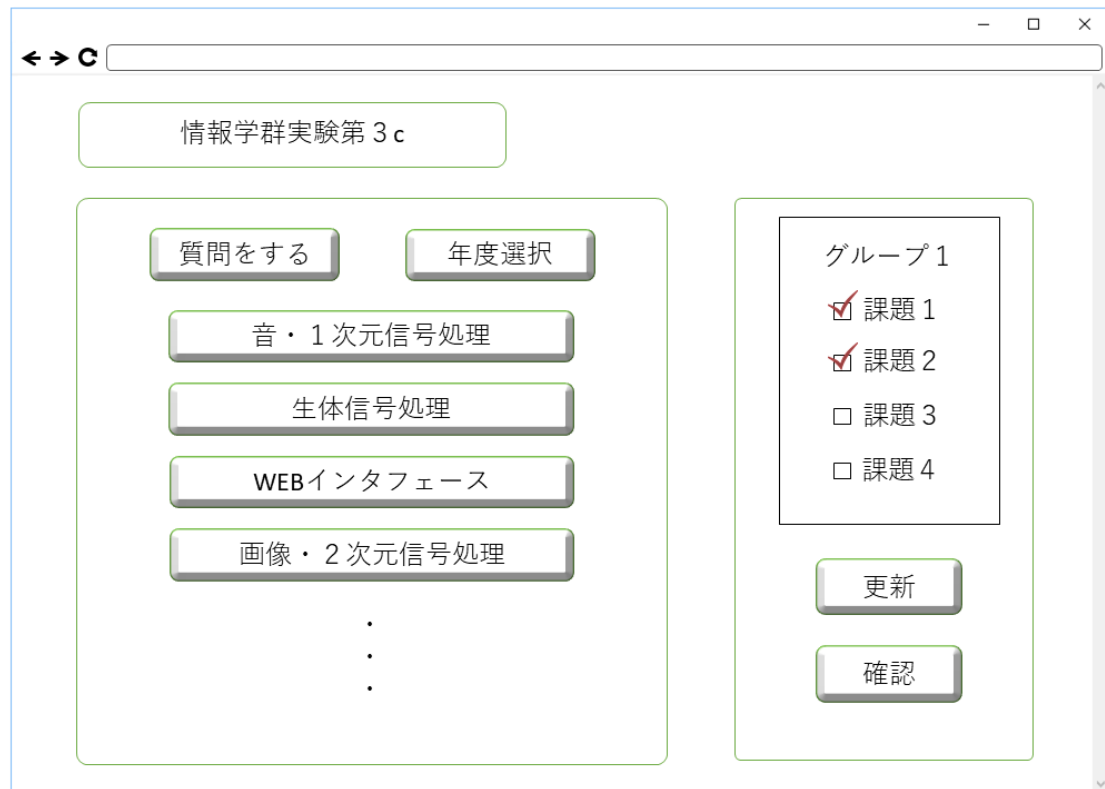 情報学群実験第３c
質問をする
年度選択
音・１次元信号処理
生体信号処理
WEBインタフェース
画像・２次元信号処理
・
・
・
グループ１
課題１
課題２
課題３
課題４
更新
確認